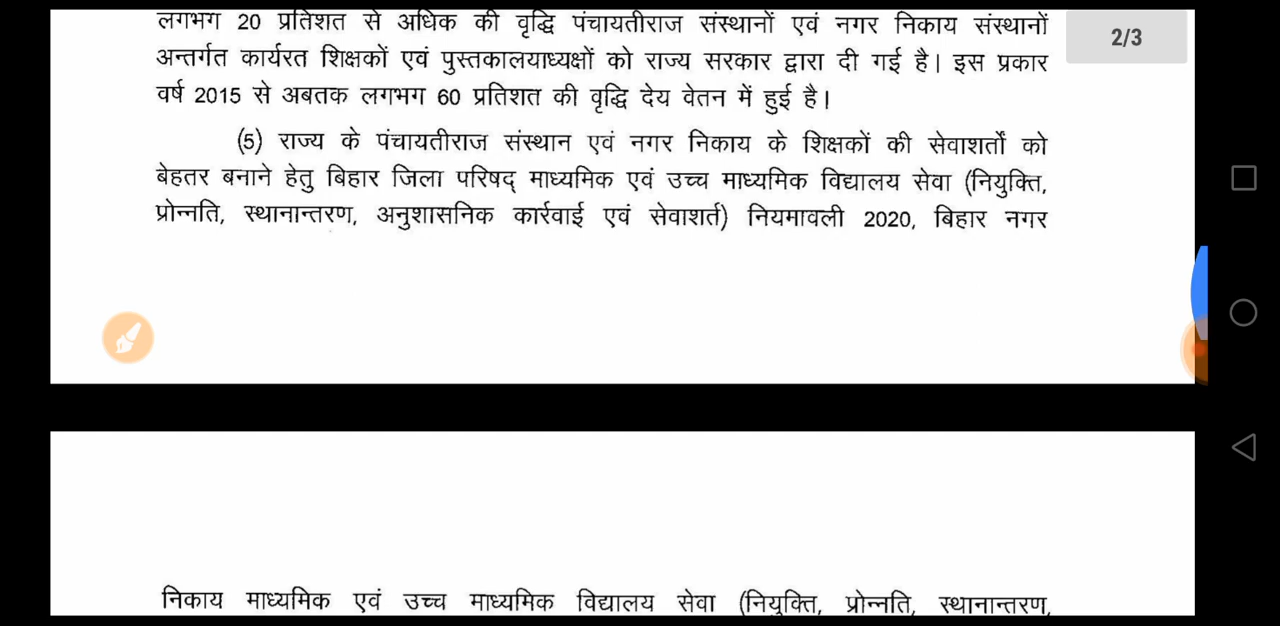 लगभग 20 प्रतिशत से अधिक की वृद्धि पंचायतीराज संस्थानों एवं नगर निकाय संस्थानों
2/3
अन्तर्गत कार्यरत शिक्षकों एवं पुस्तकालयाध्यक्षों को राज्य सरकार द्वारा दी गई है। इस प्रकार
वर्ष 2015 से अबतक लगभग 60 प्रतिशत की वृद्धि देय वेतन में हुई है।
(5) राज्य के पंचायतीराज संस्थान एवं नगर निकाय के शिक्षकों की सेवाशर्तों को
बेहतर बनाने हेतु बिहार जिला परिषद् माध्यमिक एवं उच्च माध्यमिक विद्यालय सेवा (नियुक्ति,
प्रोन्नति, स्थानान्तरण, अनुशासनिक कार्रवाई एवं सेवाशर्त) नियमावली 2020, बिहार नगर
निकाय माध्यमिक एवं उच्च माध्यमिक विद्यालय सेवा (नियुक्ति, प्रोन्नति, स्थानान्तरण,